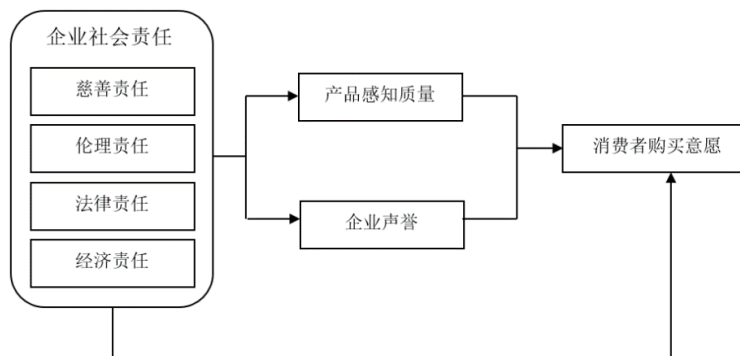 企业社会责任
慈善责任
伦理责任
法律责任
经济责任
产品感知质量
企业声誉
消费者购买意愿